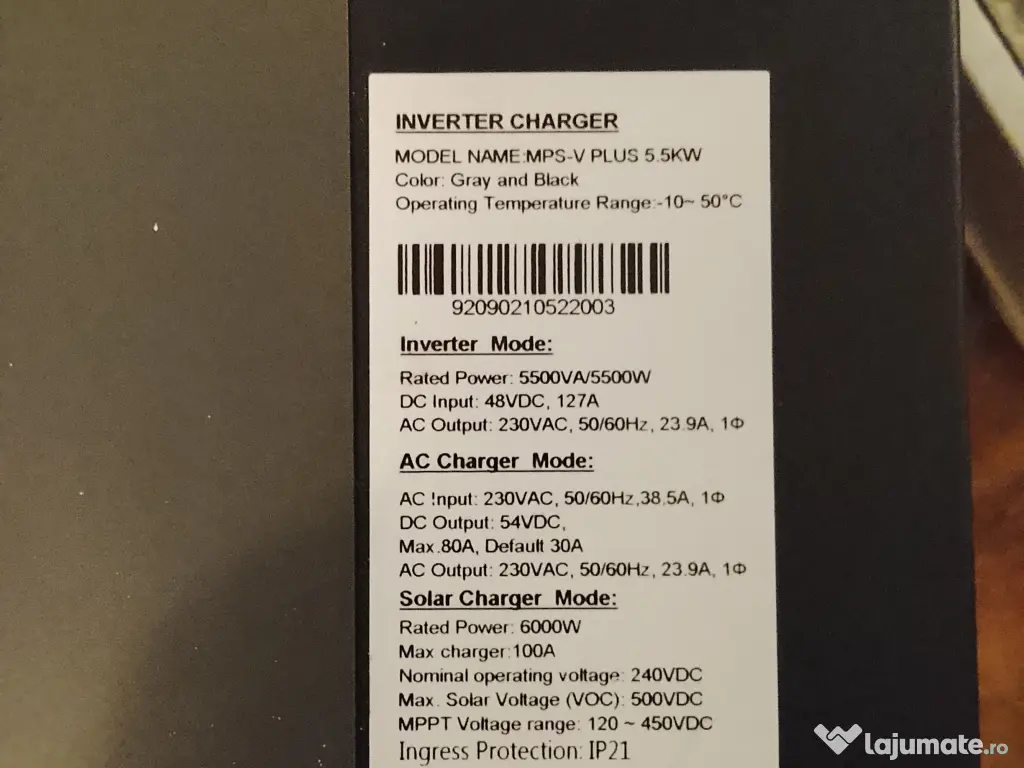 INVERTER CHARGER
MODEL NAME:MPS-V PLUS 5.5KW
Color: Gray and Black
Operating Temperature Range:-10~ 50°C
92090210522003
Inverter Mode:
Rated Power: 5500VA/5500W
DC Input: 48VDC, 127A
AC Output: 230VAC, 50/60Hz, 23.9A, 1Φ
AC Charger Mode:
AC Input: 230VAC, 50/60Hz,38.5A, 1Φ
DC Output: 54VDC,
Max.80A, Default 30A
AC Output: 230VAC, 50/60Hz, 23.9A, 1Φ
Solar Charger Mode:
Rated Power: 6000W
Max charger:100A
Nominal operating voltage: 240VDC
Max. Solar Voltage (VOC): 500VDC
MPPT Voltage range: 120 ~ 450VDC
Ingress Protection: IP21
lajumate.ro